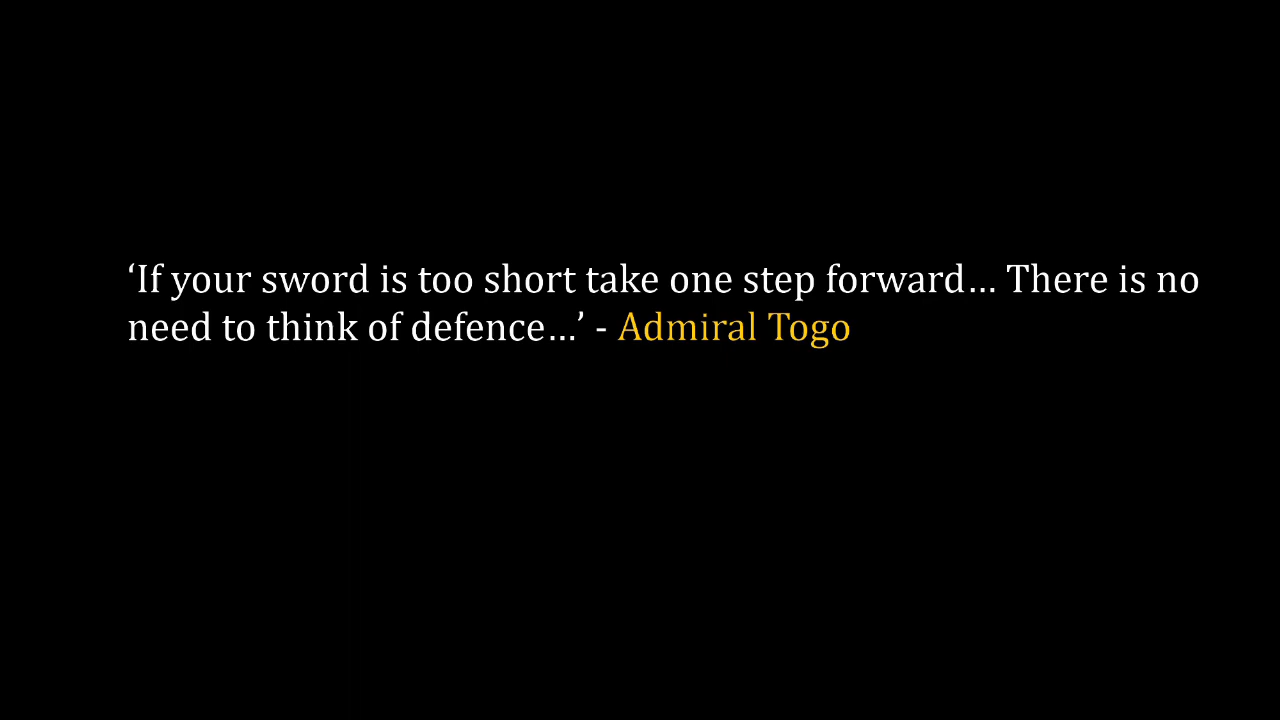 ‘If your sword is too short take one step forward… There is no
need to think of defence…’ - Admiral Togo